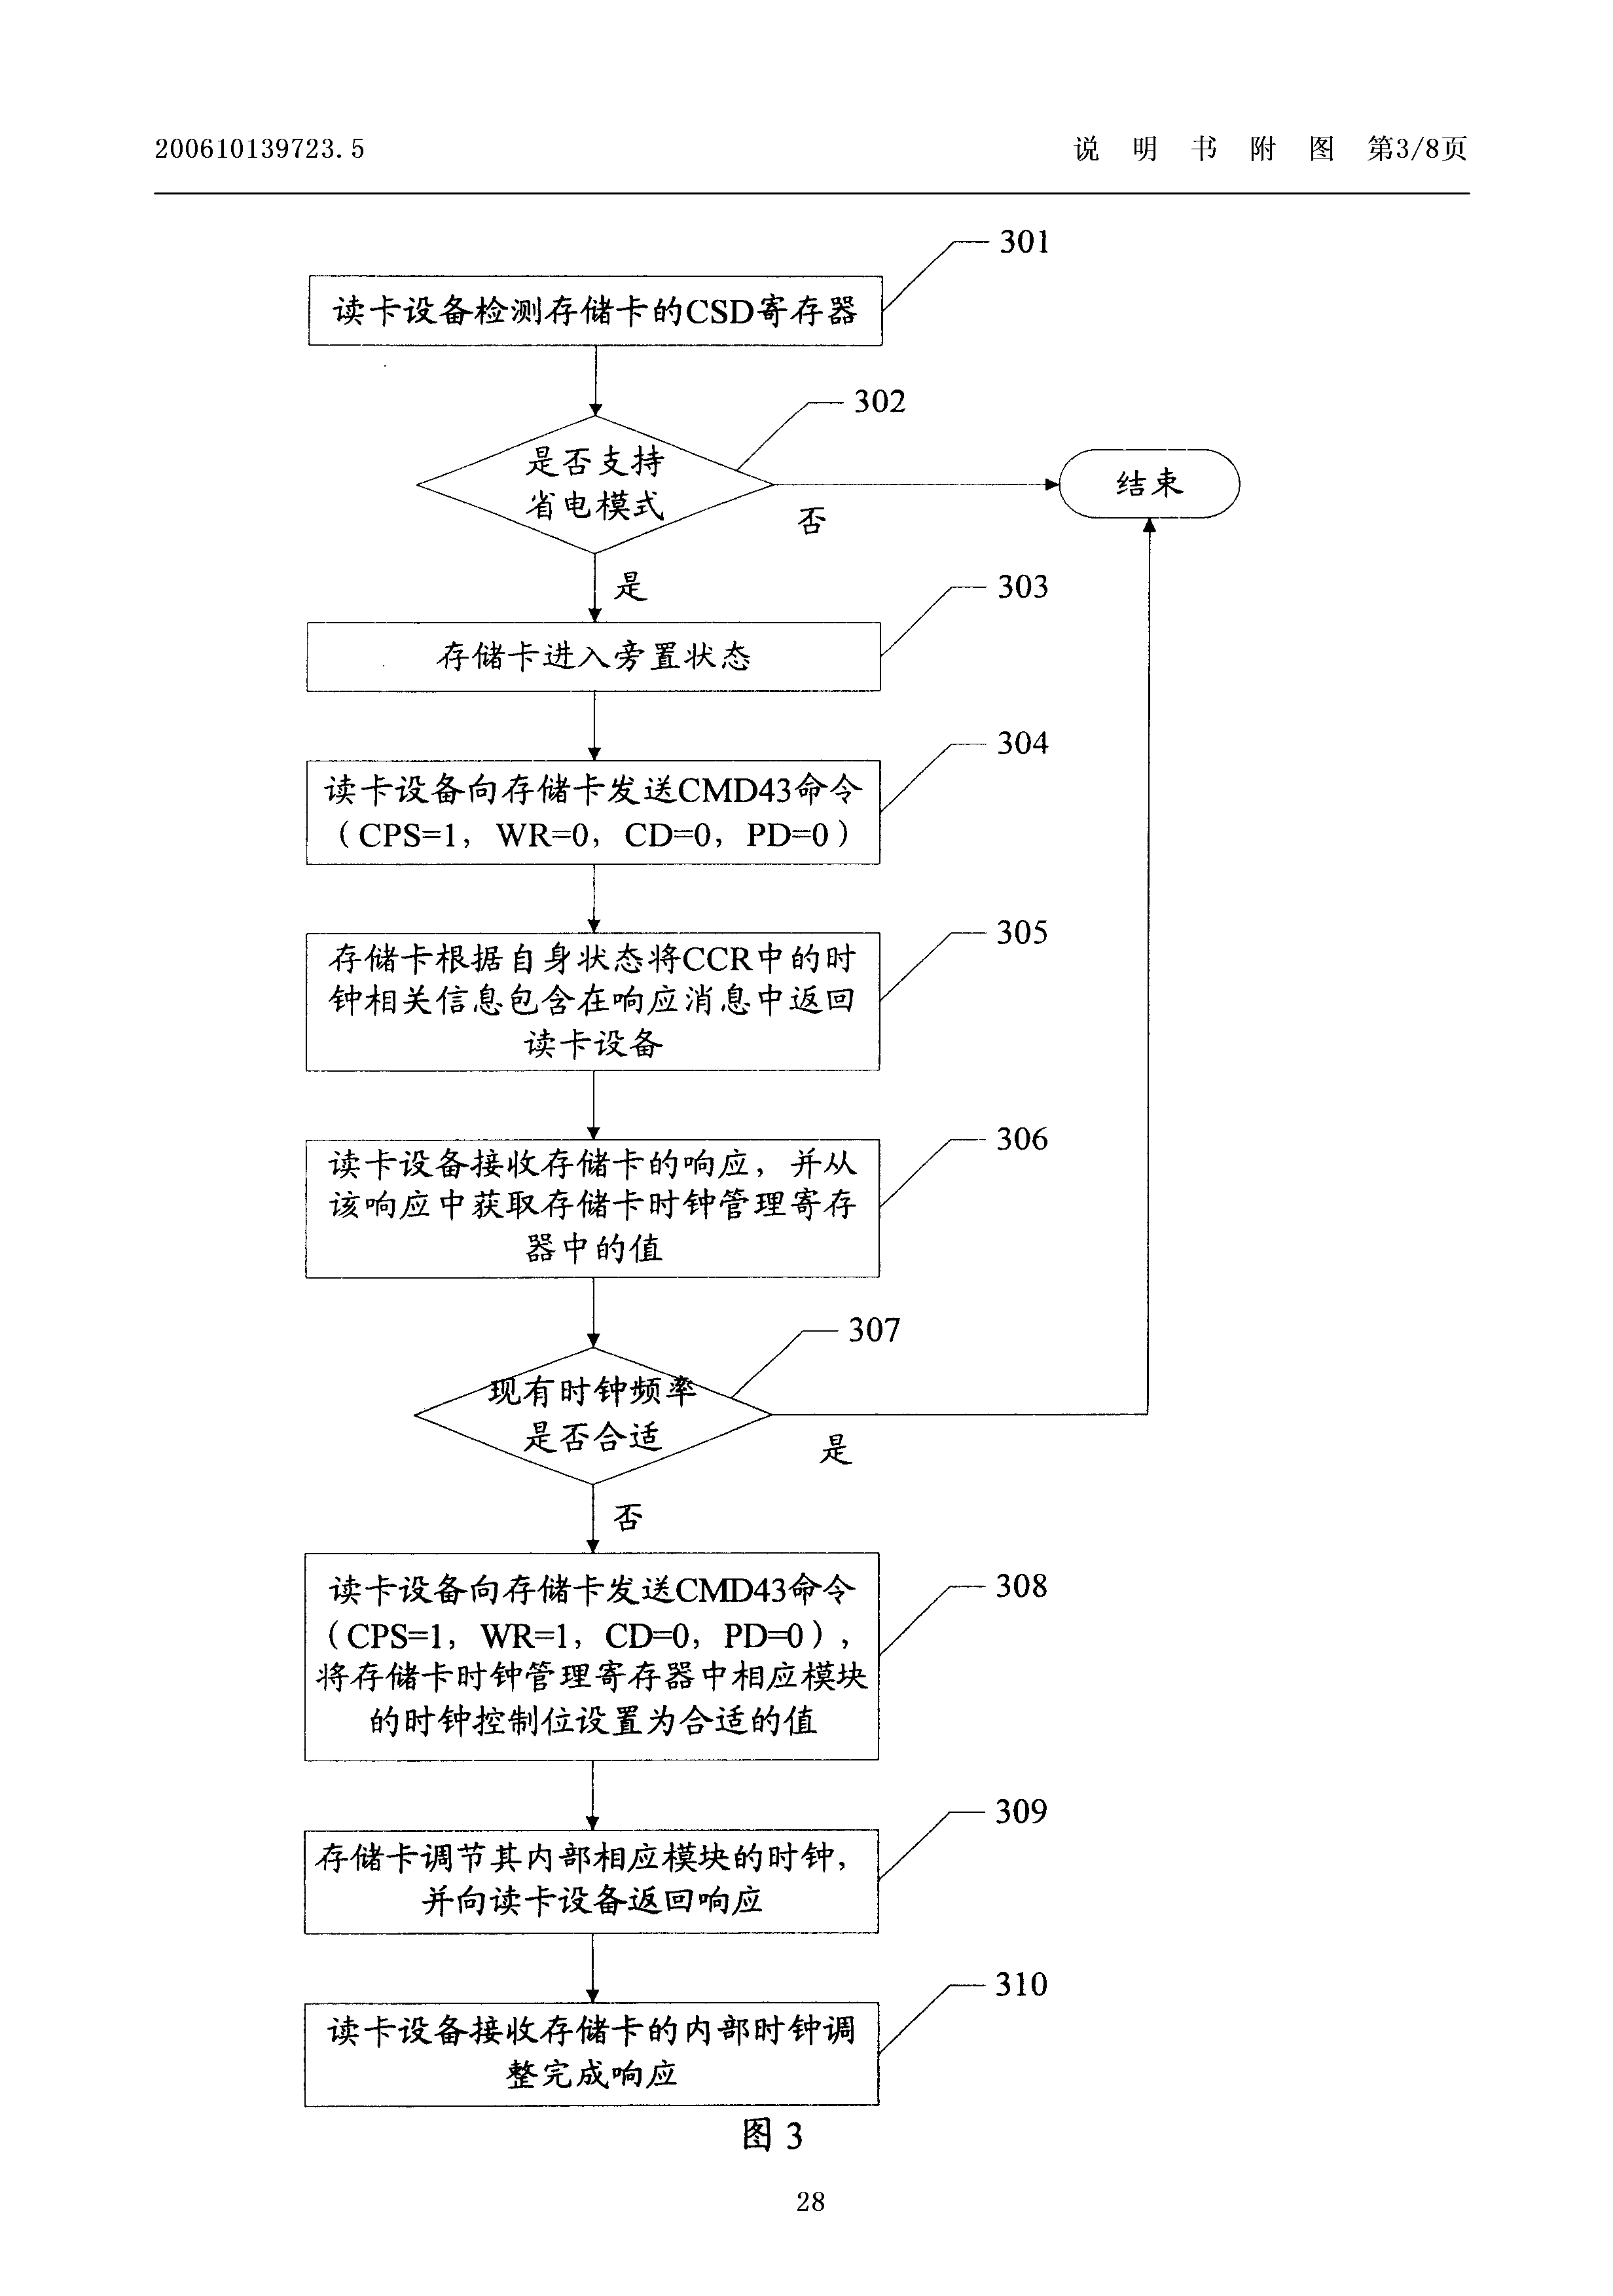 200610139723.5
说 明 书 附 图 第3/8页
301
读卡设备检测存储卡的CSD寄存器
302
是否支持
省电模式
结束
否
是
303
存储卡进入旁置状态
304
读卡设备向存储卡发送CMD43命令
（CPS=1，WR=0，CD=0，PD=0）
305
存储卡根据自身状态将CCR中的时
钟相关信息包含在响应消息中返回
读卡设备
306
读卡设备接收存储卡的响应，并从
该响应中获取存储卡时钟管理寄存
器中的值
307
现有时钟频率
是否合适
是
否
308
读卡设备向存储卡发送CMD43命令
（CPS=1，WR=1，CD=0，PD=0），
将存储卡时钟管理寄存器中相应模块
的时钟控制位设置为合适的值
309
存储卡调节其内部相应模块的时钟，
并向读卡设备返回响应
310
读卡设备接收存储卡的内部时钟调
整完成响应
图 3
28